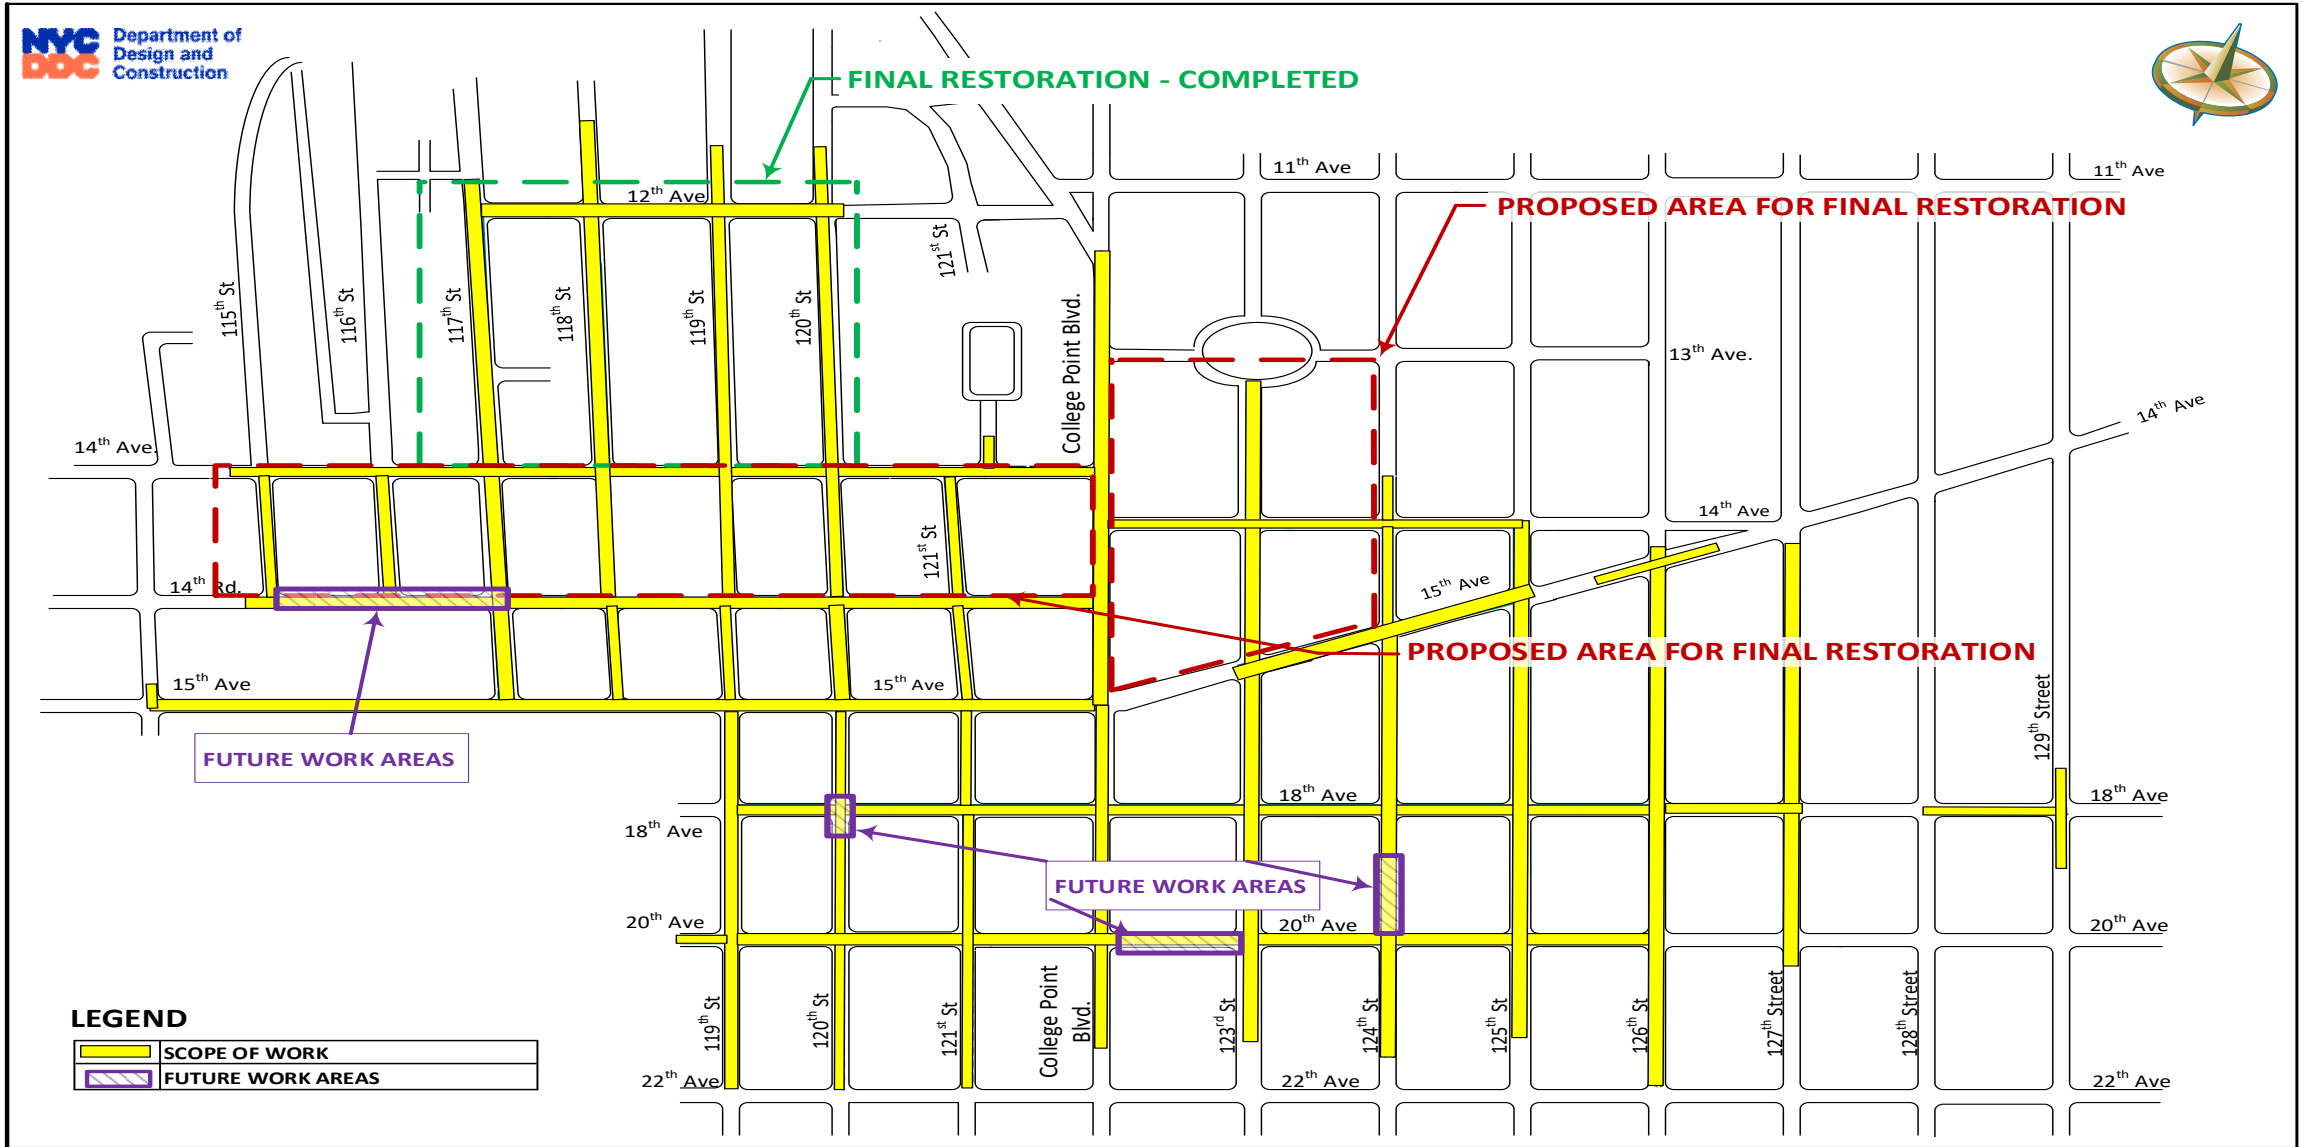 NYC
DDC
Department of
Design and
Construction
FINAL RESTORATION - COMPLETED
11th Ave
11th Ave
12th Ave
PROPOSED AREA FOR FINAL RESTORATION
121st St
115th St
116th St
117th St
118th St
119th St
120th St
College Point Blvd.
13th Ave.
14th Ave
14th Ave.
14th Ave
121st St
14th Rd.
15th Ave
PROPOSED AREA FOR FINAL RESTORATION
15th Ave
15th Ave
129th Street
FUTURE WORK AREAS
18th Ave
18th Ave
18th Ave
FUTURE WORK AREAS
20th Ave
20th Ave
20th Ave
119th St
120th St
121st St
College Point
Blvd.
123rd St
124th St
125th St
126th St
127th Street
128th Street
LEGEND
SCOPE OF WORK
FUTURE WORK AREAS
22th Ave
22th Ave
22th Ave